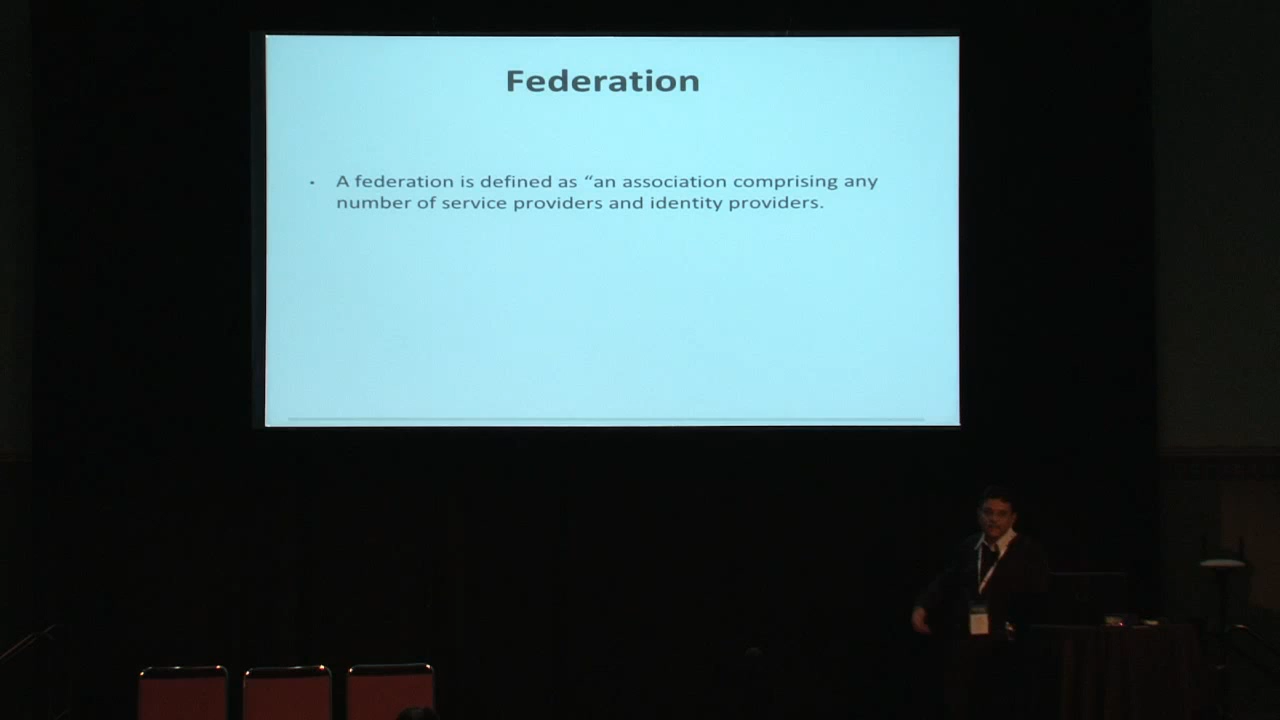 Federation
• A federation is defined as “an association comprising any
number of service providers and identity providers.